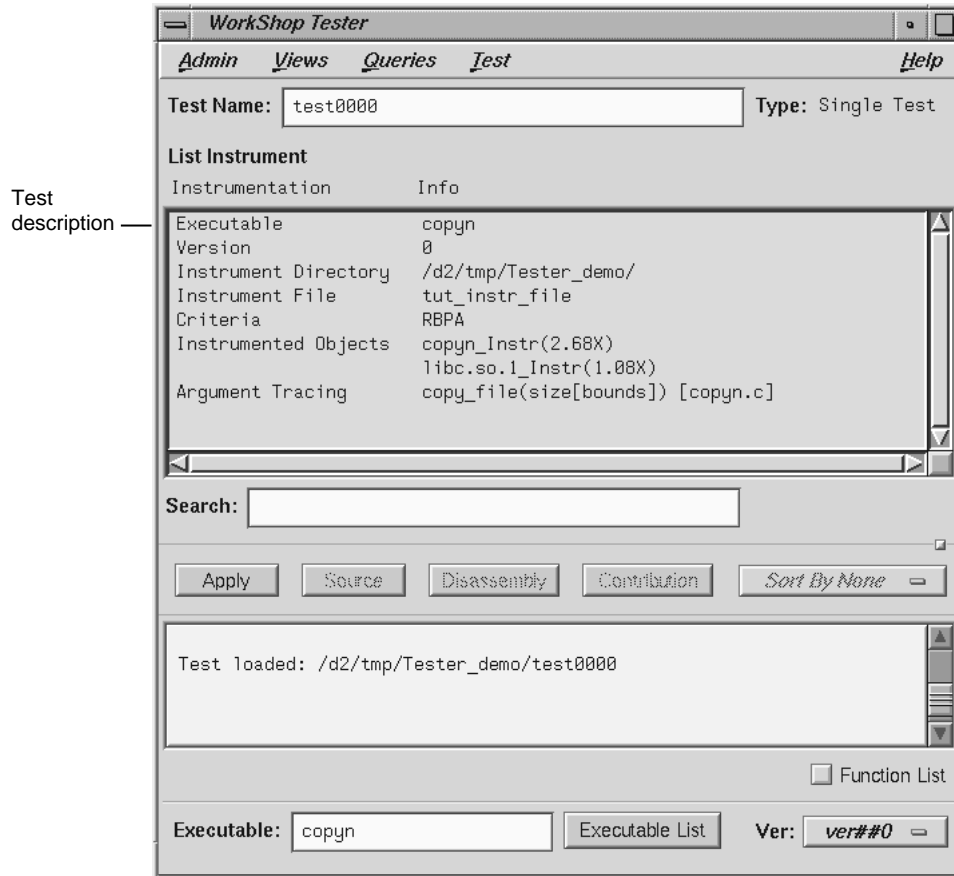 WorkShop Tester
Admin Views Queries Test Help
Test Name: test0000 Type: Single Test
List Instrument
Instrumentation Info
Test
description
Executable copyn
Version 0
Instrument Directory /d2/tmp/Tester_demo/
Instrument File tut_instr_file
Criteria RBPA
Instrumented Objects copyn_Instr(2.68X)
libc.so.1_Instr(1.08X)
Argument Tracing copy_file(size[bounds]) [copyn.c]
Search:
Apply Source Disassembly Contribution Sort By None
Test loaded: /d2/tmp/Tester_demo/test0000
Function List
Executable: copyn Executable List Ver: ver##0